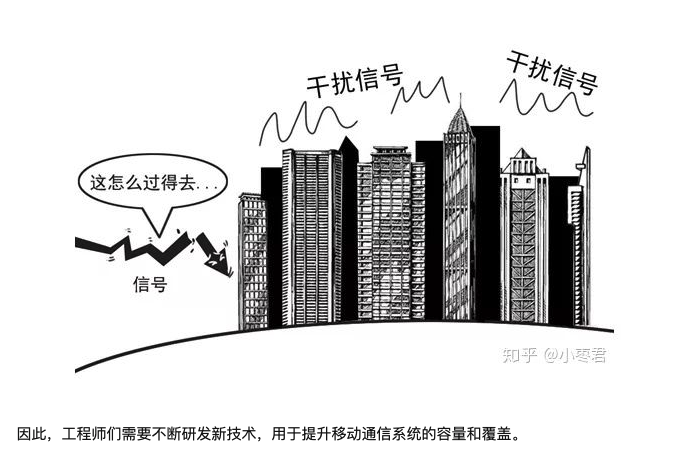 干扰信号
干扰信号
这怎么过得去...
信号
知乎 @小枣君
因此，工程师们需要不断研发新技术，用于提升移动通信系统的容量和覆盖。